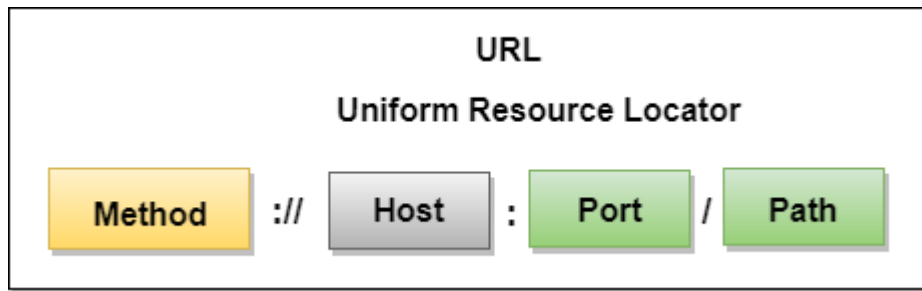 URL
Uniform Resource Locator
Method :// Host : Port / Path